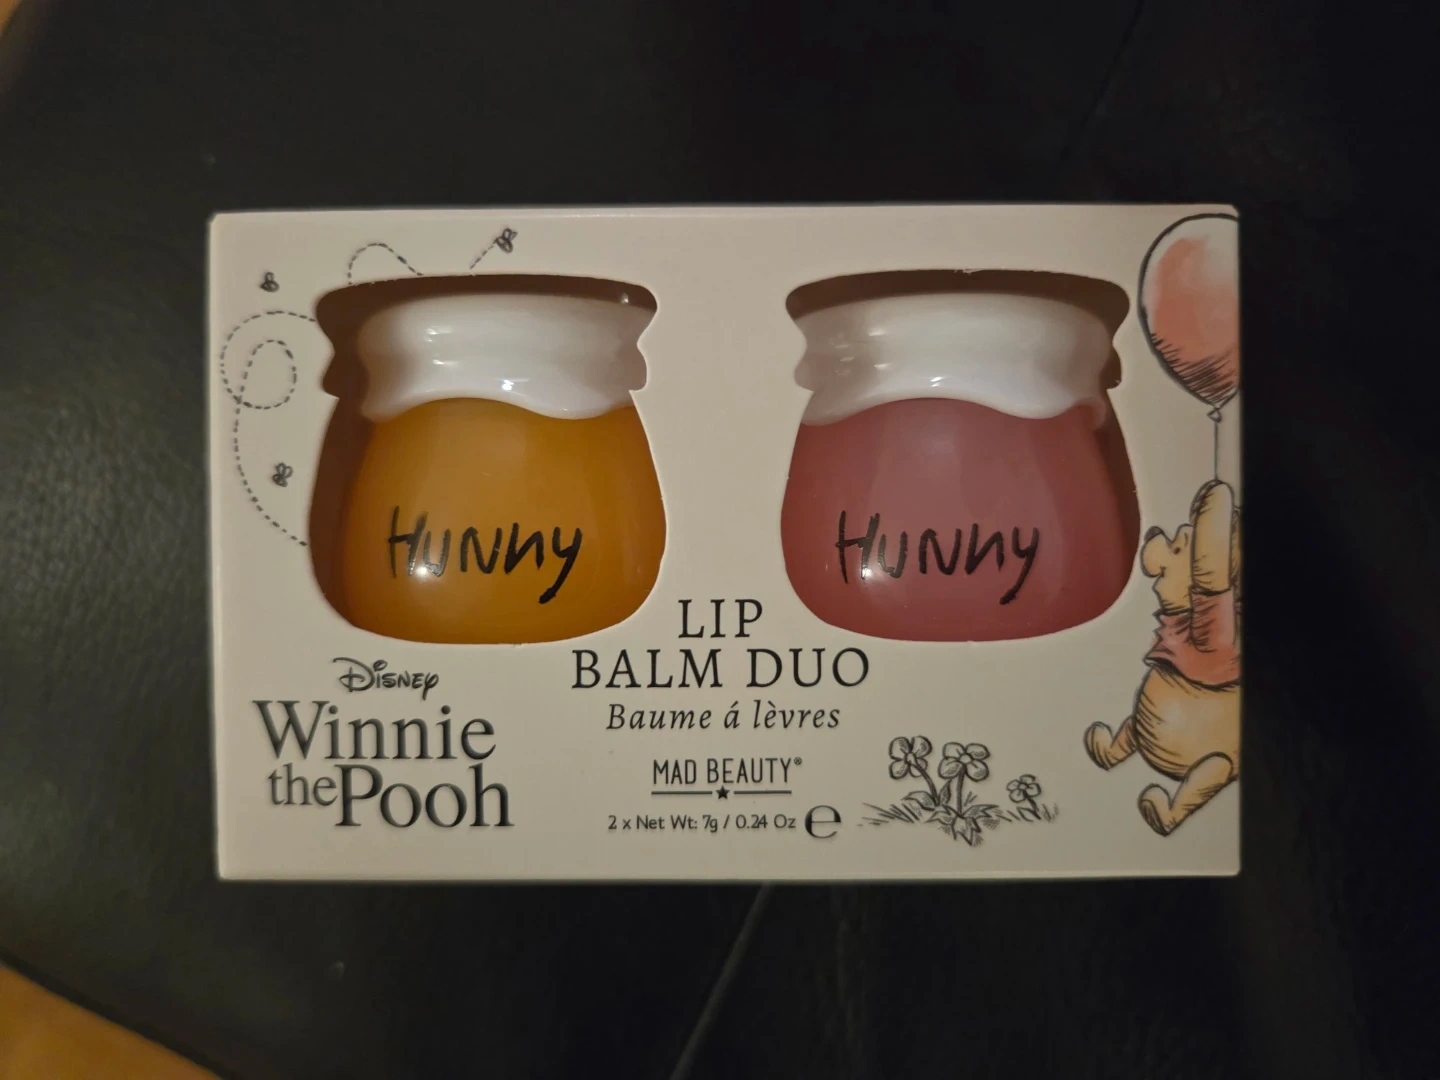 Hunny
Hunny
LIP
BALM DUO
Baume á lèvres
Disney
Winnie
the Pooh
MAD BEAUTY®
2 x Net Wt: 7g / 0.24 Oz ℮